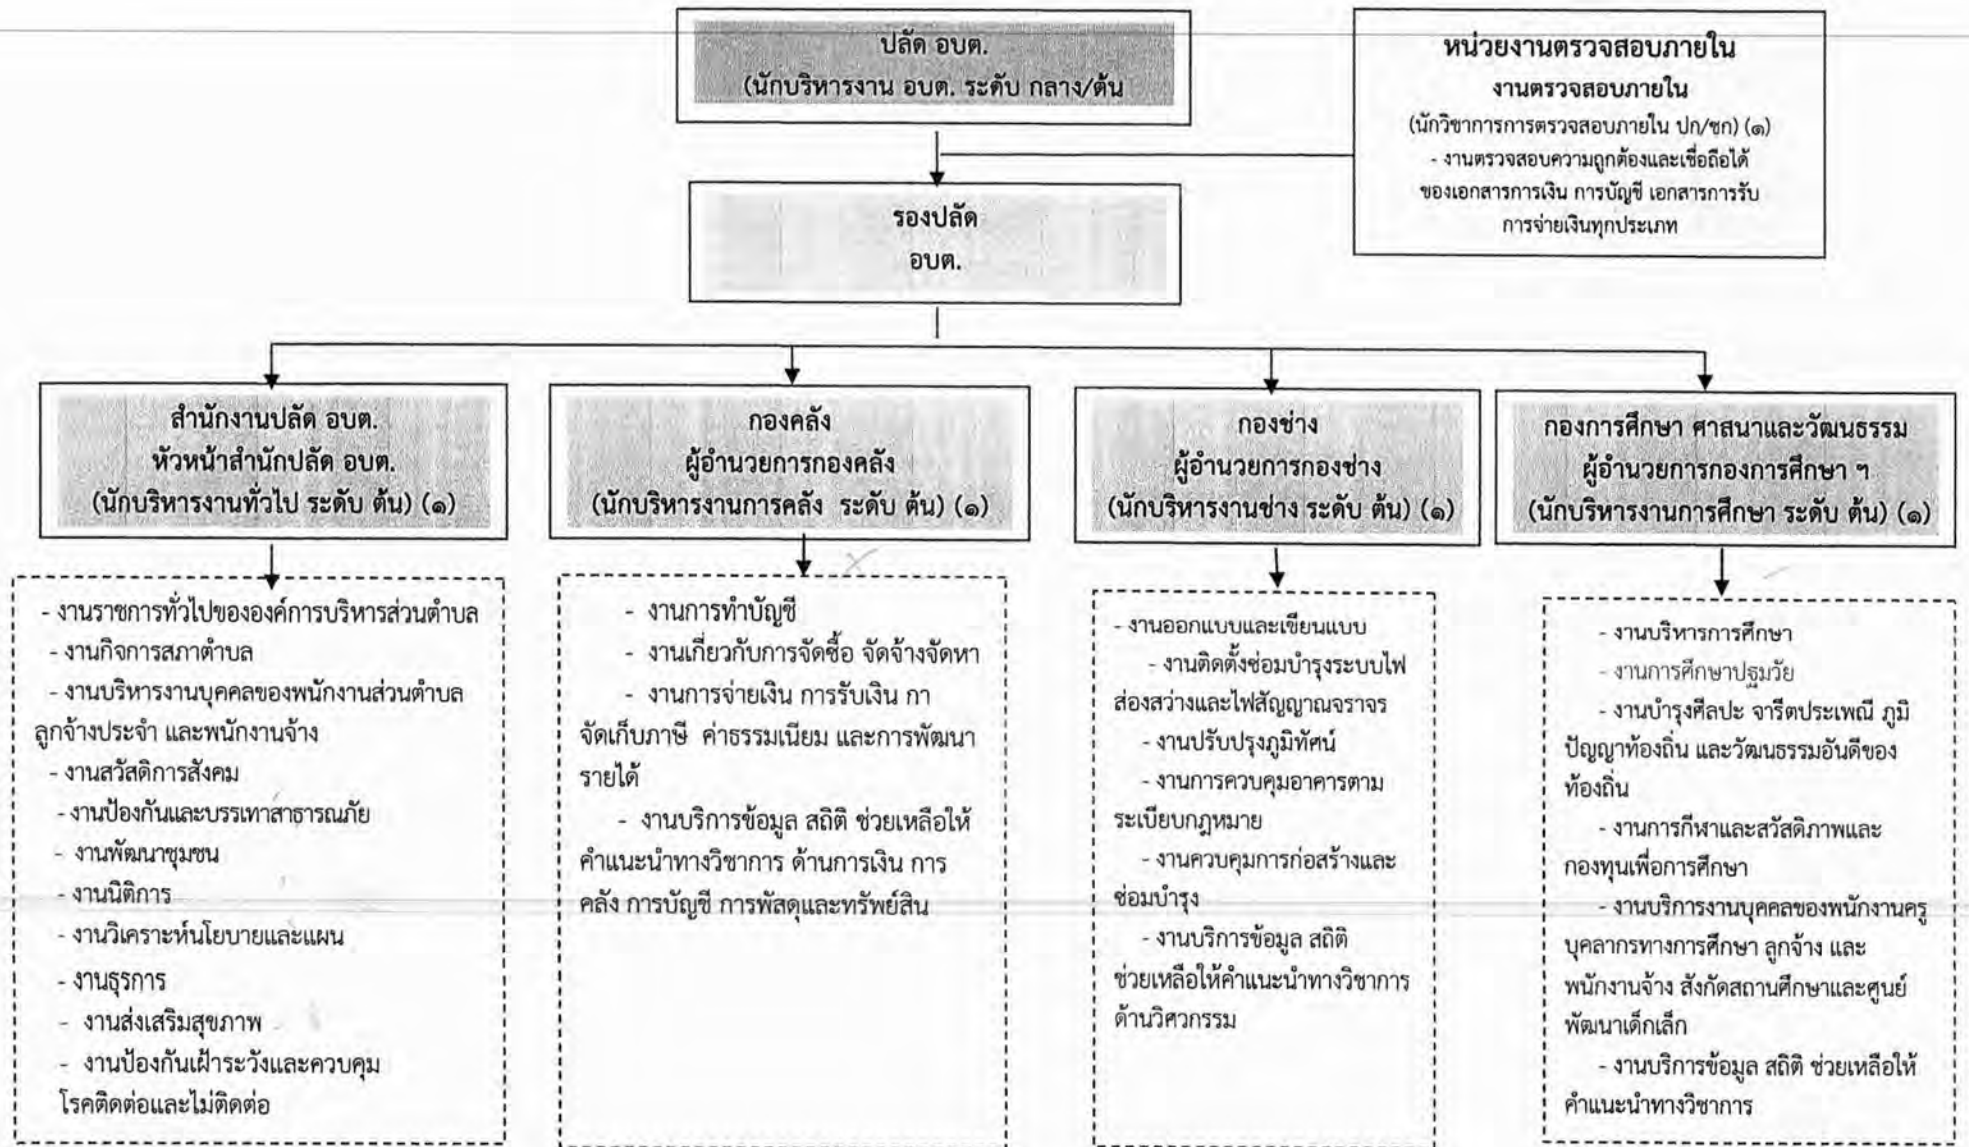 ปลัด อบต.
(นักบริหารงาน อบต. ระดับ กลาง/ต้น
หน่วยงานตรวจสอบภายใน
งานตรวจสอบภายใน
(นักวิชาการการตรวจสอบภายใน ปก/ชก) (๑)
- งานตรวจสอบความถูกต้องและเชื่อถือได้
ของเอกสารการเงิน การบัญชี เอกสารการรับ
การจ่ายเงินทุกประเภท
รองปลัด
อบต.
สำนักงานปลัด อบต.
หัวหน้าสำนักปลัด อบต.
(นักบริหารงานทั่วไป ระดับ ต้น) (๑)
- งานราชการทั่วไปขององค์การบริหารส่วนตำบล
- งานกิจการสภาตำบล
- งานบริหารงานบุคคลของพนักงานส่วนตำบล
ลูกจ้างประจำ และพนักงานจ้าง
- งานสวัสดิการสังคม
- งานป้องกันและบรรเทาสาธารณภัย
- งานพัฒนาชุมชน
- งานนิติการ
- งานวิเคราะห์นโยบายและแผน
- งานธุรการ
- งานส่งเสริมสุขภาพ
- งานป้องกันเฝ้าระวังและควบคุม
โรคติดต่อและไม่ติดต่อ
กองคลัง
ผู้อำนวยการกองคลัง
(นักบริหารงานการคลัง ระดับ ต้น) (๑)
- งานการทำบัญชี
- งานเกี่ยวกับการจัดซื้อ จัดจ้างจัดหา
- งานการจ่ายเงิน การรับเงิน กา
จัดเก็บภาษี ค่าธรรมเนียม และการพัฒนา
รายได้
- งานบริการข้อมูล สถิติ ช่วยเหลือให้
คำแนะนำทางวิชาการ ด้านการเงิน การ
คลัง การบัญชี การพัสดุและทรัพย์สิน
กองช่าง
ผู้อำนวยการกองช่าง
(นักบริหารงานช่าง ระดับ ต้น) (๑)
- งานออกแบบและเขียนแบบ
- งานติดตั้งซ่อมบำรุงระบบไฟ
ส่องสว่างและไฟสัญญาณจราจร
- งานปรับปรุงภูมิทัศน์
- งานการควบคุมอาคารตาม
ระเบียบกฎหมาย
- งานควบคุมการก่อสร้างและ
ซ่อมบำรุง
- งานบริการข้อมูล สถิติ
ช่วยเหลือให้คำแนะนำทางวิชาการ
ด้านวิศวกรรม
กองการศึกษา ศาสนาและวัฒนธรรม
ผู้อำนวยการกองการศึกษา ฯ
(นักบริหารงานการศึกษา ระดับ ต้น) (๑)
- งานบริหารการศึกษา
- งานการศึกษาปฐมวัย
- งานบำรุงศิลปะ จารีตประเพณี ภูมิ
ปัญญาท้องถิ่น และวัฒนธรรมอันดีของ
ท้องถิ่น
- งานการกีฬาและสวัสดิภาพและ
กองทุนเพื่อการศึกษา
- งานบริการงานบุคคลของพนักงานครู
บุคลากรทางการศึกษา ลูกจ้าง และ
พนักงานจ้าง สังกัดสถานศึกษาและศูนย์
พัฒนาเด็กเล็ก
- งานบริการข้อมูล สถิติ ช่วยเหลือให้
คำแนะนำทางวิชาการ